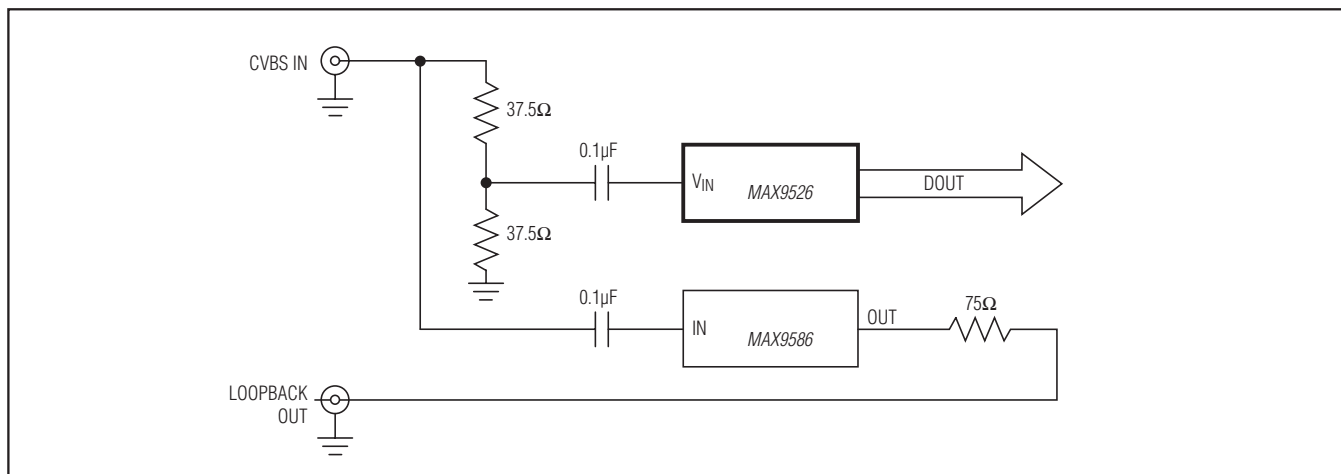 CVBS IN
37.5Ω
0.1µF
VIN
MAX9526
DOUT
37.5Ω
0.1µF
IN
MAX9586
OUT
75Ω
LOOPBACK
OUT